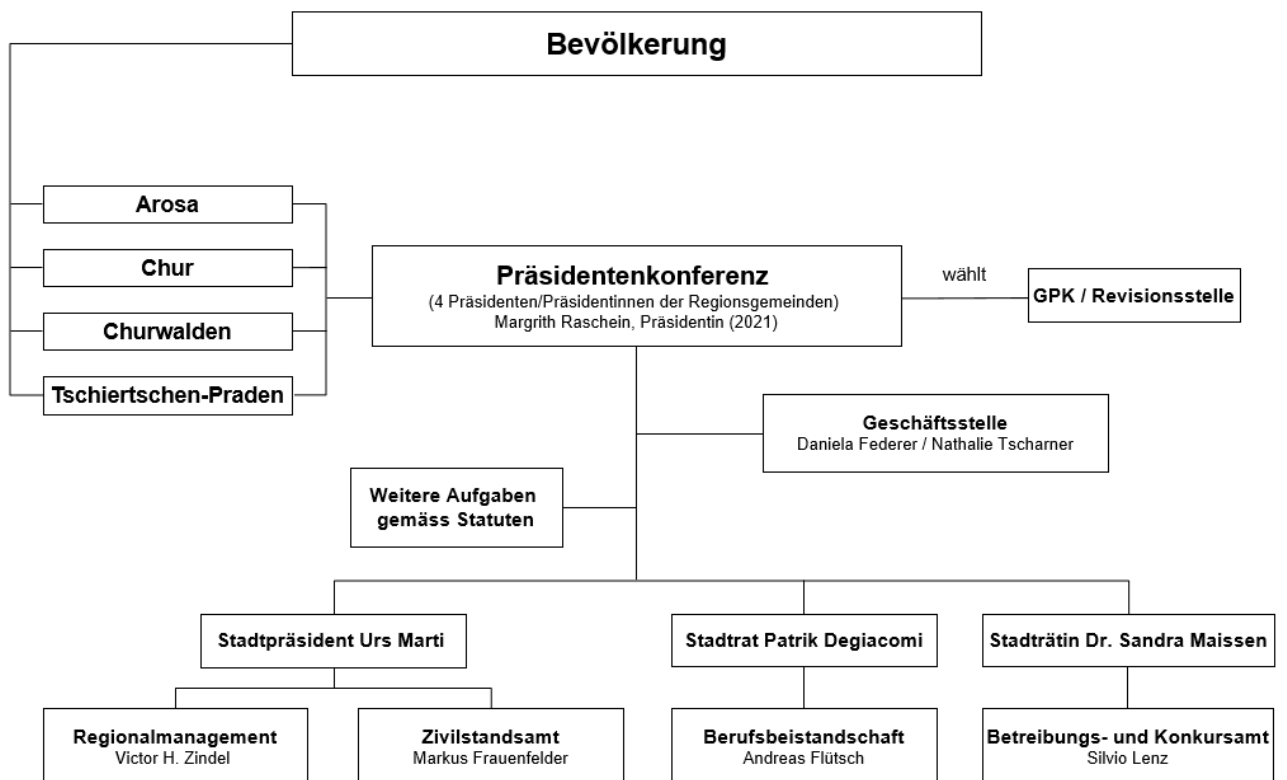 Bevölkerung
Arosa
Chur
Churwalden
Tschiertschen-Praden
Präsidentenkonferenz
(4 Präsidenten/Präsidentinnen der Regionsgemeinden)
Margrith Raschein, Präsidentin (2021)
wählt
GPK / Revisionsstelle
Geschäftsstelle
Daniela Federer / Nathalie Tscharner
Weitere Aufgaben
gemäss Statuten
Stadtpräsident Urs Marti
Stadtrat Patrik Degiacomi
Stadträtin Dr. Sandra Maissen
Regionalmanagement
Victor H. Zindel
Zivilstandsamt
Markus Frauenfelder
Berufsbeistandschaft
Andreas Flütsch
Betreibungs- und Konkursamt
Silvio Lenz